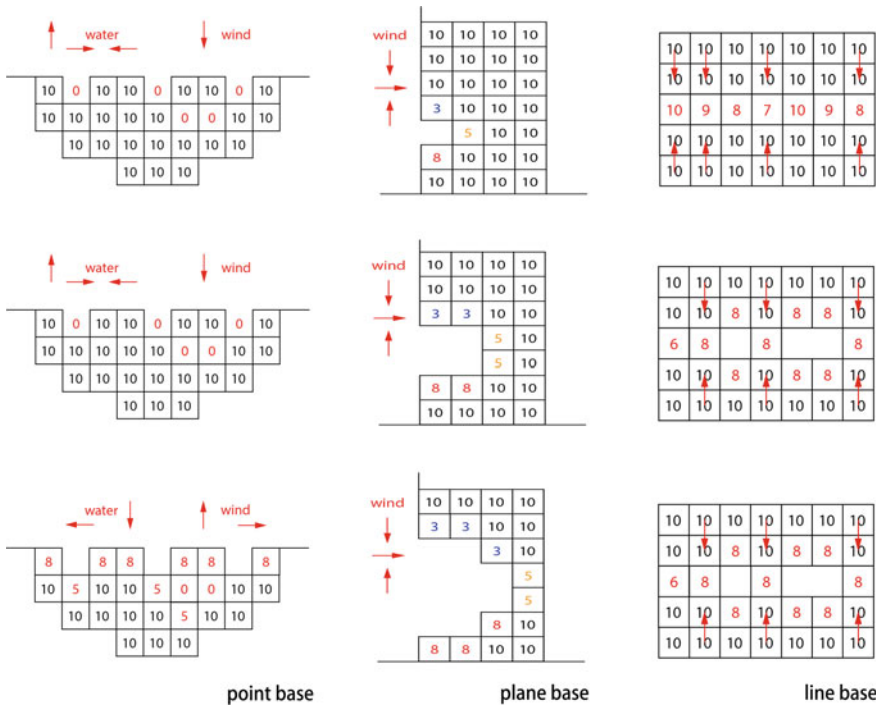 water wind
10 0 10 10 0 10 10 0 10
10 10 10 10 10 0 0 10 10
10 10 10 10 10 10 10
10 10 10
wind
10 10 10 10
10 10 10 10
10 10 10 10
3 10 10 10
5 10 10
8 10 10 10
10 10 10 10
10 10 10 10 10 10 10
10 10 10 10 10 10 10
10 9 8 7 10 9 8
10 10 10 10 10 10 10
10 10 10 10 10 10 10
water wind
10 0 10 10 0 10 10 0 10
10 10 10 10 10 0 0 10 10
10 10 10 10 10 10 10
10 10 10
wind
10 10 10 10
10 10 10 10
3 3 10 10
5 10
5 10
8 8 10 10
10 10 10 10
10 10 10 10 10 10 10
10 10 8 10 8 8 10
6 8 8 8
10 10 8 10 8 8 10
10 10 10 10 10 10 10
water wind
8 8 8 8 8 8
10 5 10 10 5 0 0 10 10
10 10 10 10 5 10 10
10 10 10
wind
10 10 10 10
3 3 10 10
3 10
5
5
8 10
8 8 10 10
10 10 10 10 10 10 10
10 10 8 10 8 8 10
6 8 8 8
10 10 8 10 8 8 10
10 10 10 10 10 10 10
point base
plane base
line base